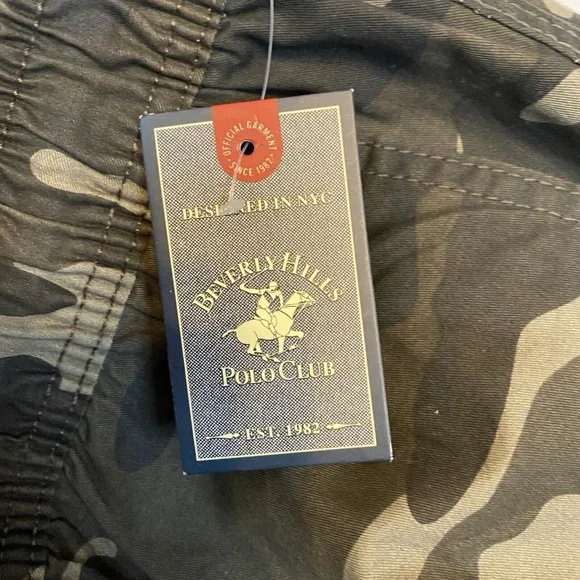 OFFICIAL GARMENT
SINCE 1982
DESIGNED IN NYC
BEVERLY HILLS
POLO CLUB
EST. 1982